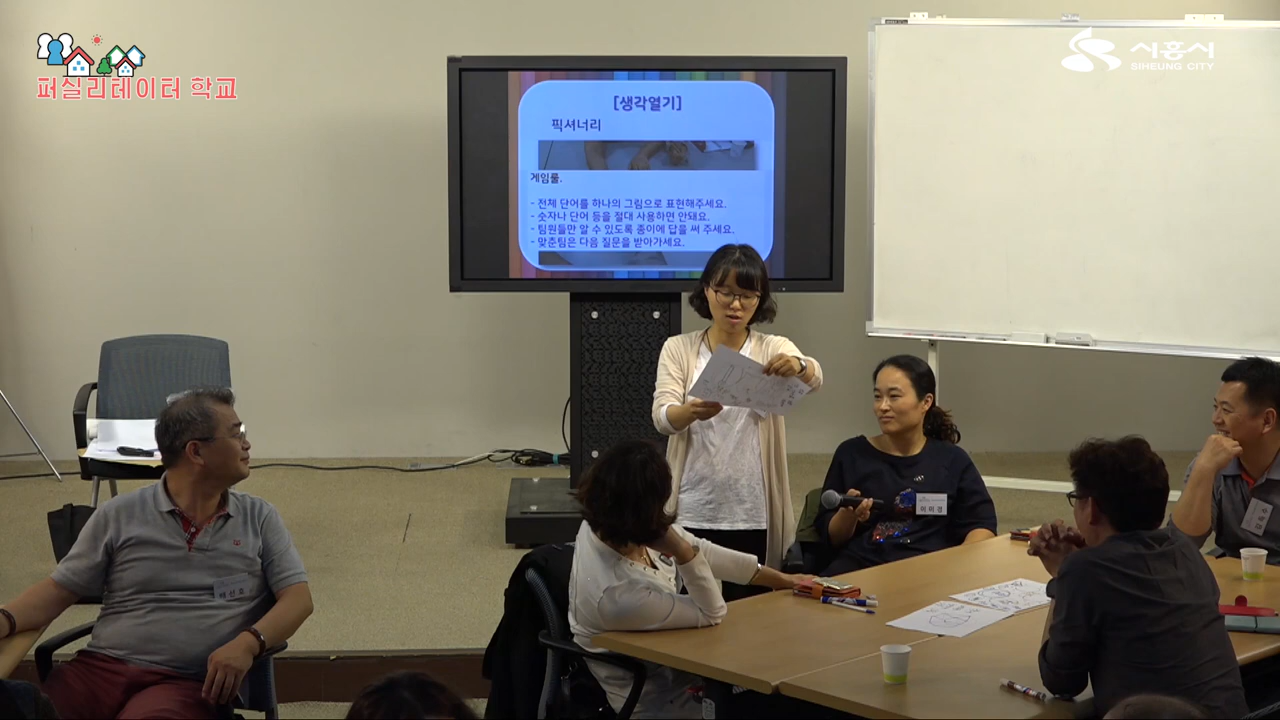 퍼실리테이터 학교
시흥시
SIHEUNG CITY
[생각열기]
픽셔너리
게임룰.
- 전체 단어를 하나의 그림으로 표현해주세요.
- 숫자나 단어 등을 절대 사용하면 안돼요.
- 팀원들만 알 수 있도록 종이에 답을 써 주세요.
- 맞춘팀은 다음 질문을 받아가세요.
이미경